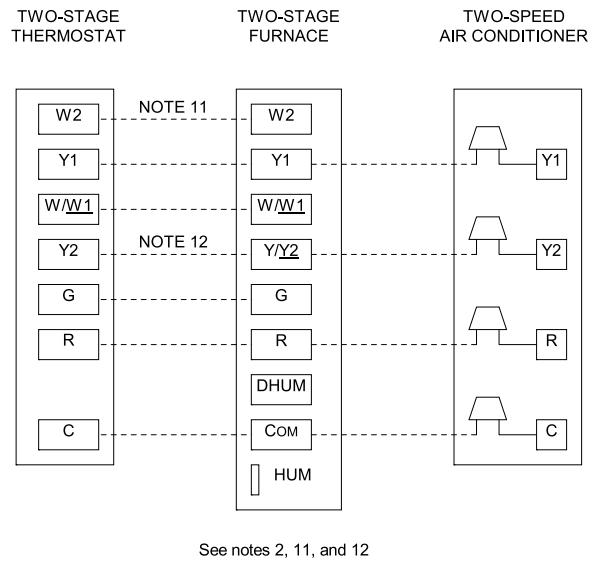 TWO-STAGE THERMOSTAT
TWO-STAGE FURNACE
TWO-SPEED AIR CONDITIONER
W2 NOTE 11 W2
Y1 Y1 Y1
W/W1 W/W1
Y2 NOTE 12 Y/Y2 Y2
G G
R R R
DHUM
C COM C
HUM
See notes 2, 11, and 12